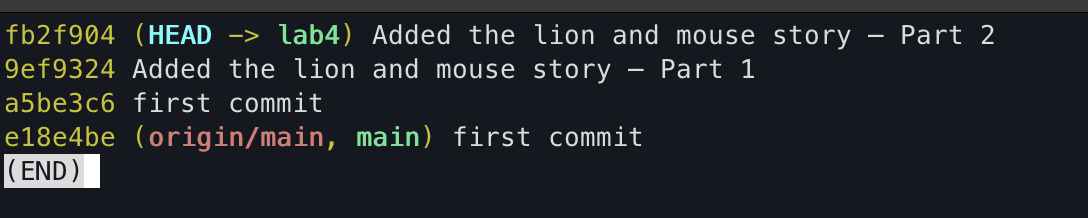 fb2f904 (HEAD -> lab4) Added the lion and mouse story – Part 2
9ef9324 Added the lion and mouse story – Part 1
a5be3c6 first commit
e18e4be (origin/main, main) first commit
(END)